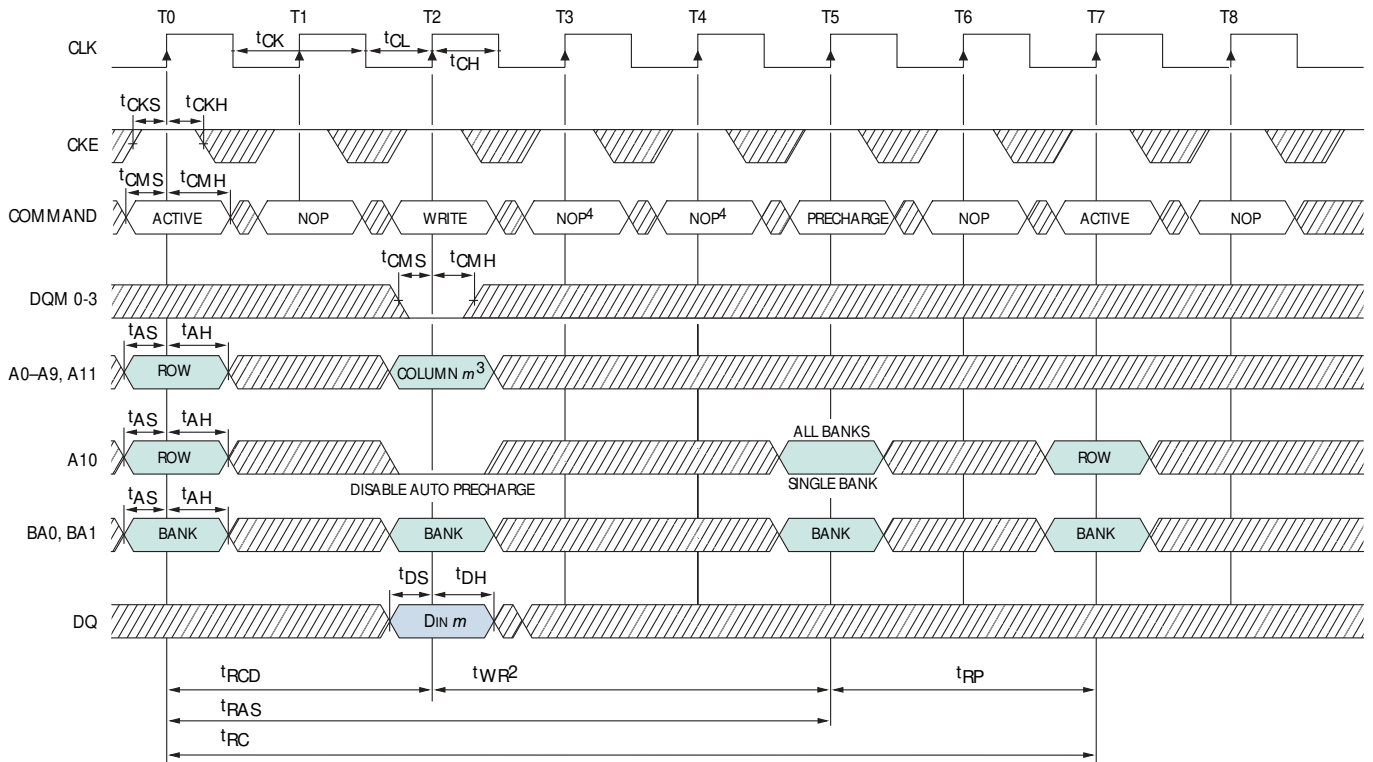 T0 T1 T2 T3 T4 T5 T6 T7 T8
CLK tCK tCL tCH
tCKS tCKH
CKE
tCMS tCMH
COMMAND ACTIVE NOP WRITE NOP4 NOP4 PRECHARGE NOP ACTIVE NOP
tCMS tCMH
DQM 0-3
tAS tAH
A0–A9, A11 ROW COLUMN m3
tAS tAH ALL BANKS
A10 ROW ROW
DISABLE AUTO PRECHARGE SINGLE BANK
tAS tAH
BA0, BA1 BANK BANK BANK BANK
tDS tDH
DQ DIN m
tRCD tWR2 tRP
tRAS
tRC